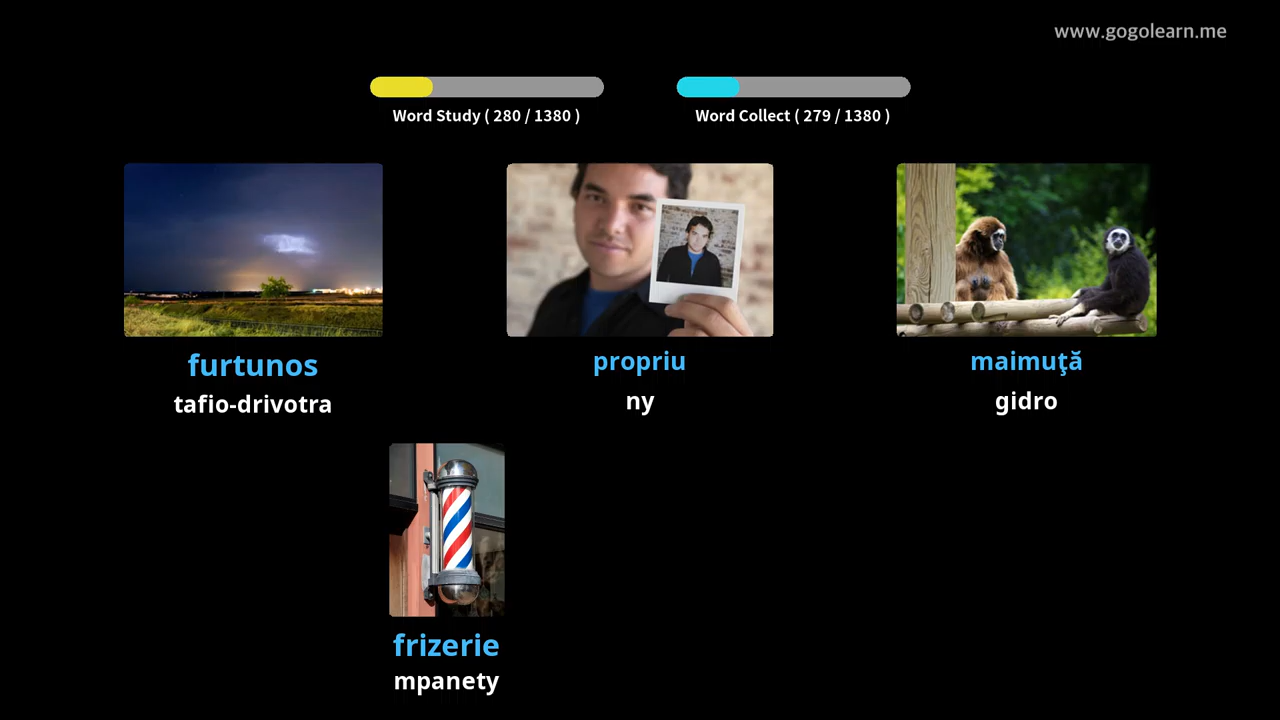 www.gogolearn.me
Word Study ( 280 / 1380 )
Word Collect ( 279 / 1380 )
furtunos
tafio-drivotra
propriu
ny
maimuţă
gidro
frizerie
mpanety